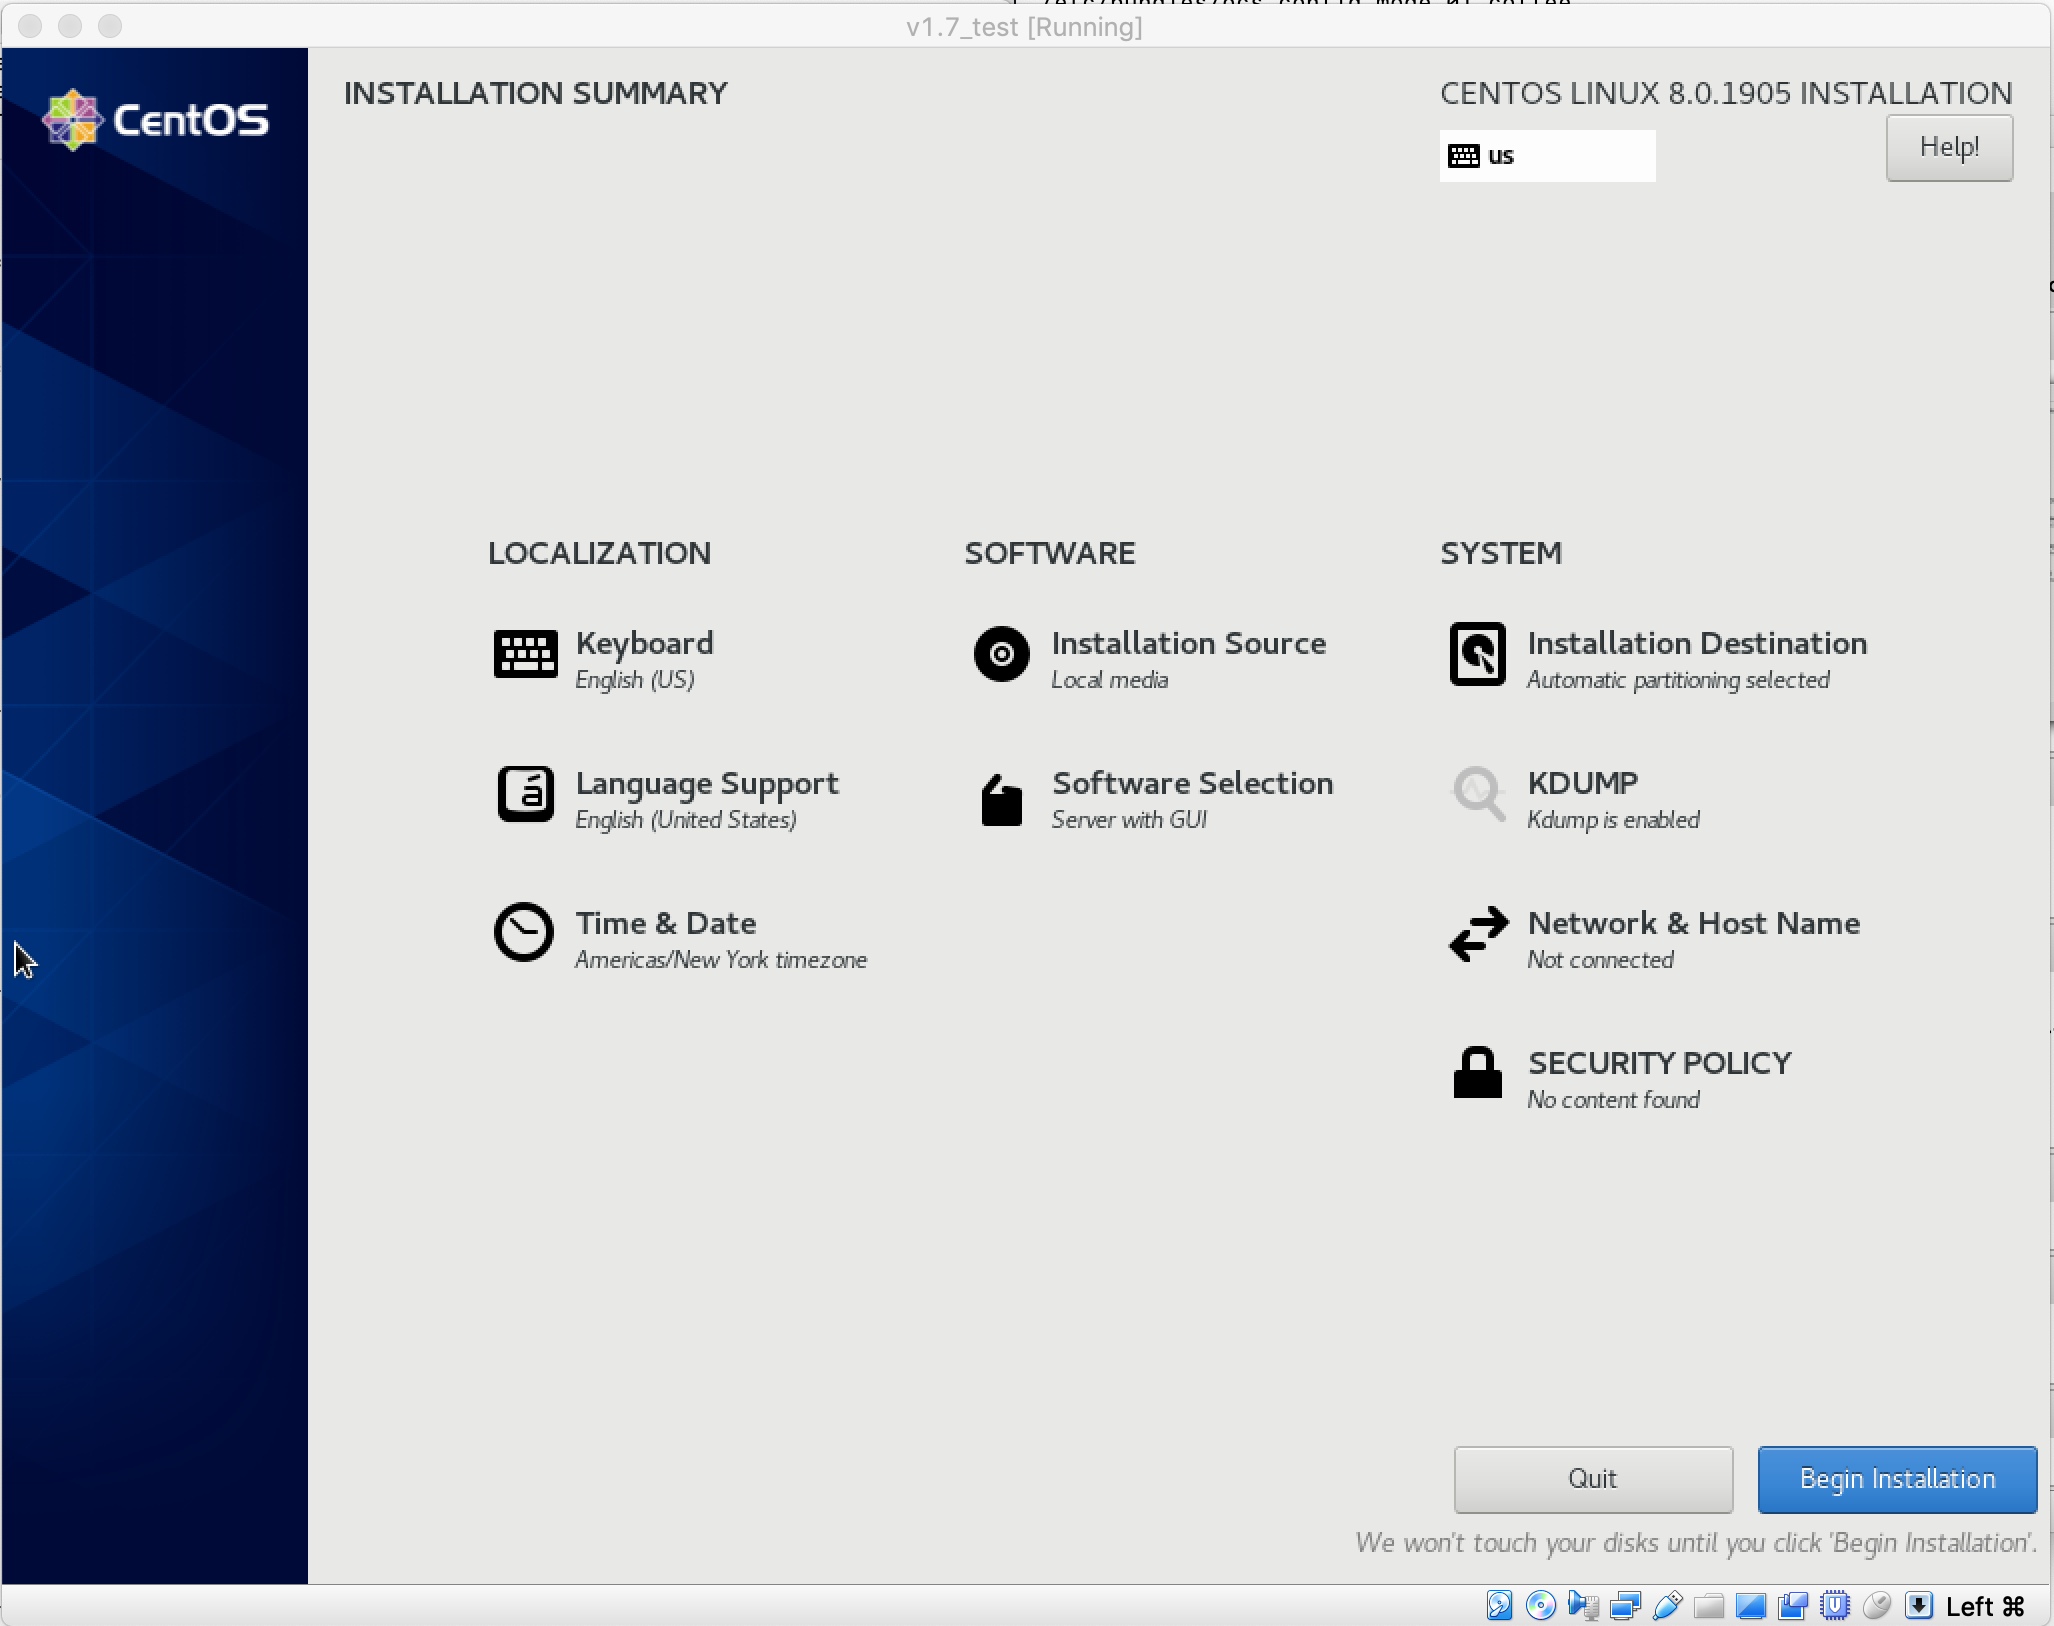 v1.7_test [Running]
CentOS
INSTALLATION SUMMARY
CENTOS LINUX 8.0.1905 INSTALLATION
us
Help!
LOCALIZATION
Keyboard
English (US)
Language Support
English (United States)
Time & Date
Americas/New York timezone
SOFTWARE
Installation Source
Local media
Software Selection
Server with GUI
SYSTEM
Installation Destination
Automatic partitioning selected
KDUMP
Kdump is enabled
Network & Host Name
Not connected
SECURITY POLICY
No content found
Quit
Begin Installation
We won't touch your disks until you click 'Begin Installation'.
Left ⌘